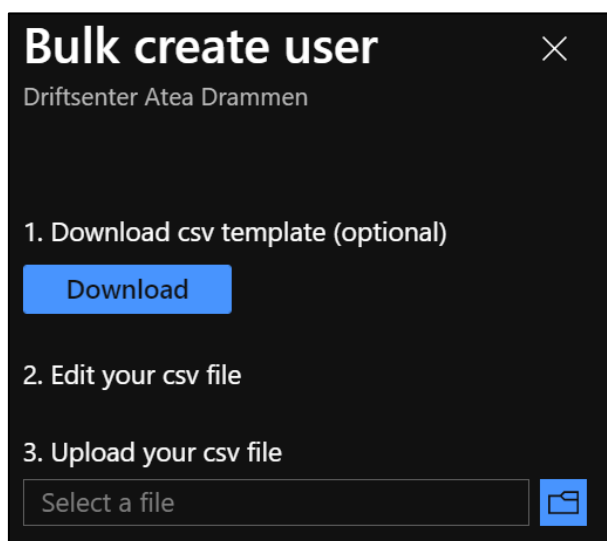 Bulk create user
Driftsenter Atea Drammen
1. Download csv template (optional)
Download
2. Edit your csv file
3. Upload your csv file
Select a file